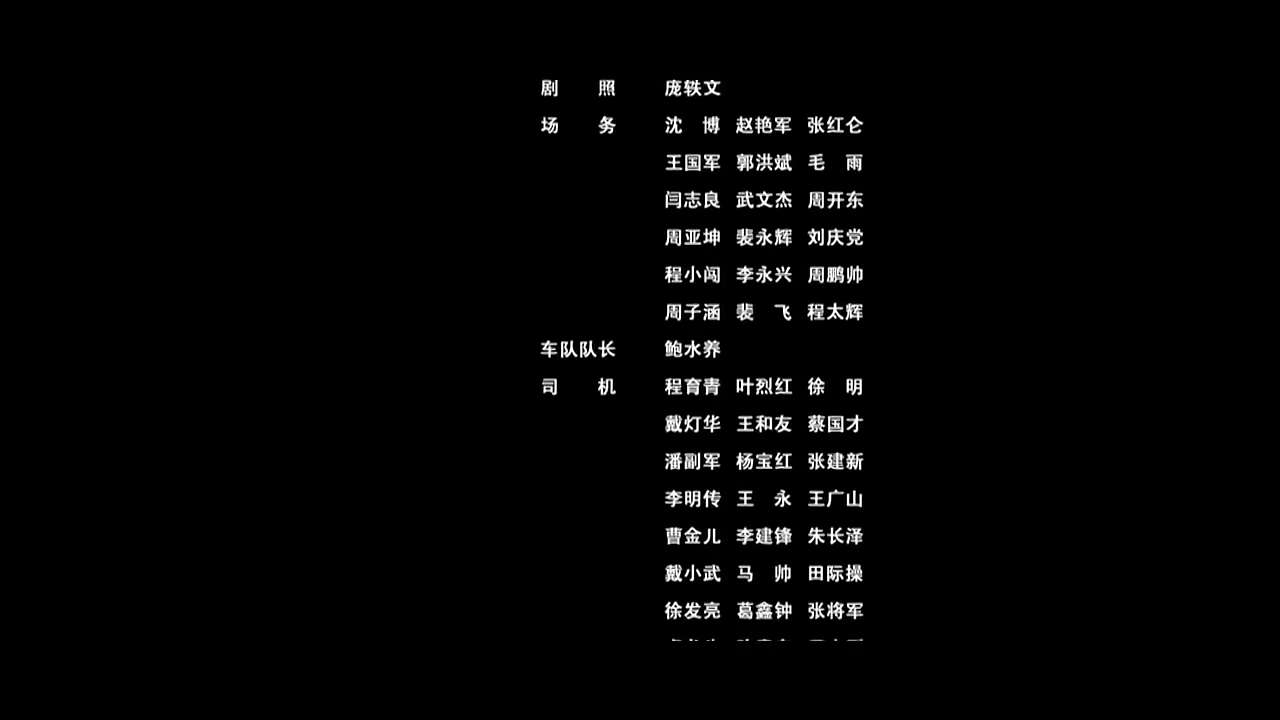 剧 照 庞轶文
场 务 沈 博 赵艳军 张红仑
王国军 郭洪斌 毛 雨
闫志良 武文杰 周开东
周亚坤 裴永辉 刘庆党
程小闯 李永兴 周鹏帅
周子涵 裴 飞 程太辉
车队队长 鲍水养
司 机 程育青 叶烈红 徐 明
戴灯华 王和友 蔡国才
潘副军 杨宝红 张建新
李明传 王 永 王广山
曹金儿 李建锋 朱长泽
戴小武 马 帅 田际操
徐发亮 葛鑫钟 张将军